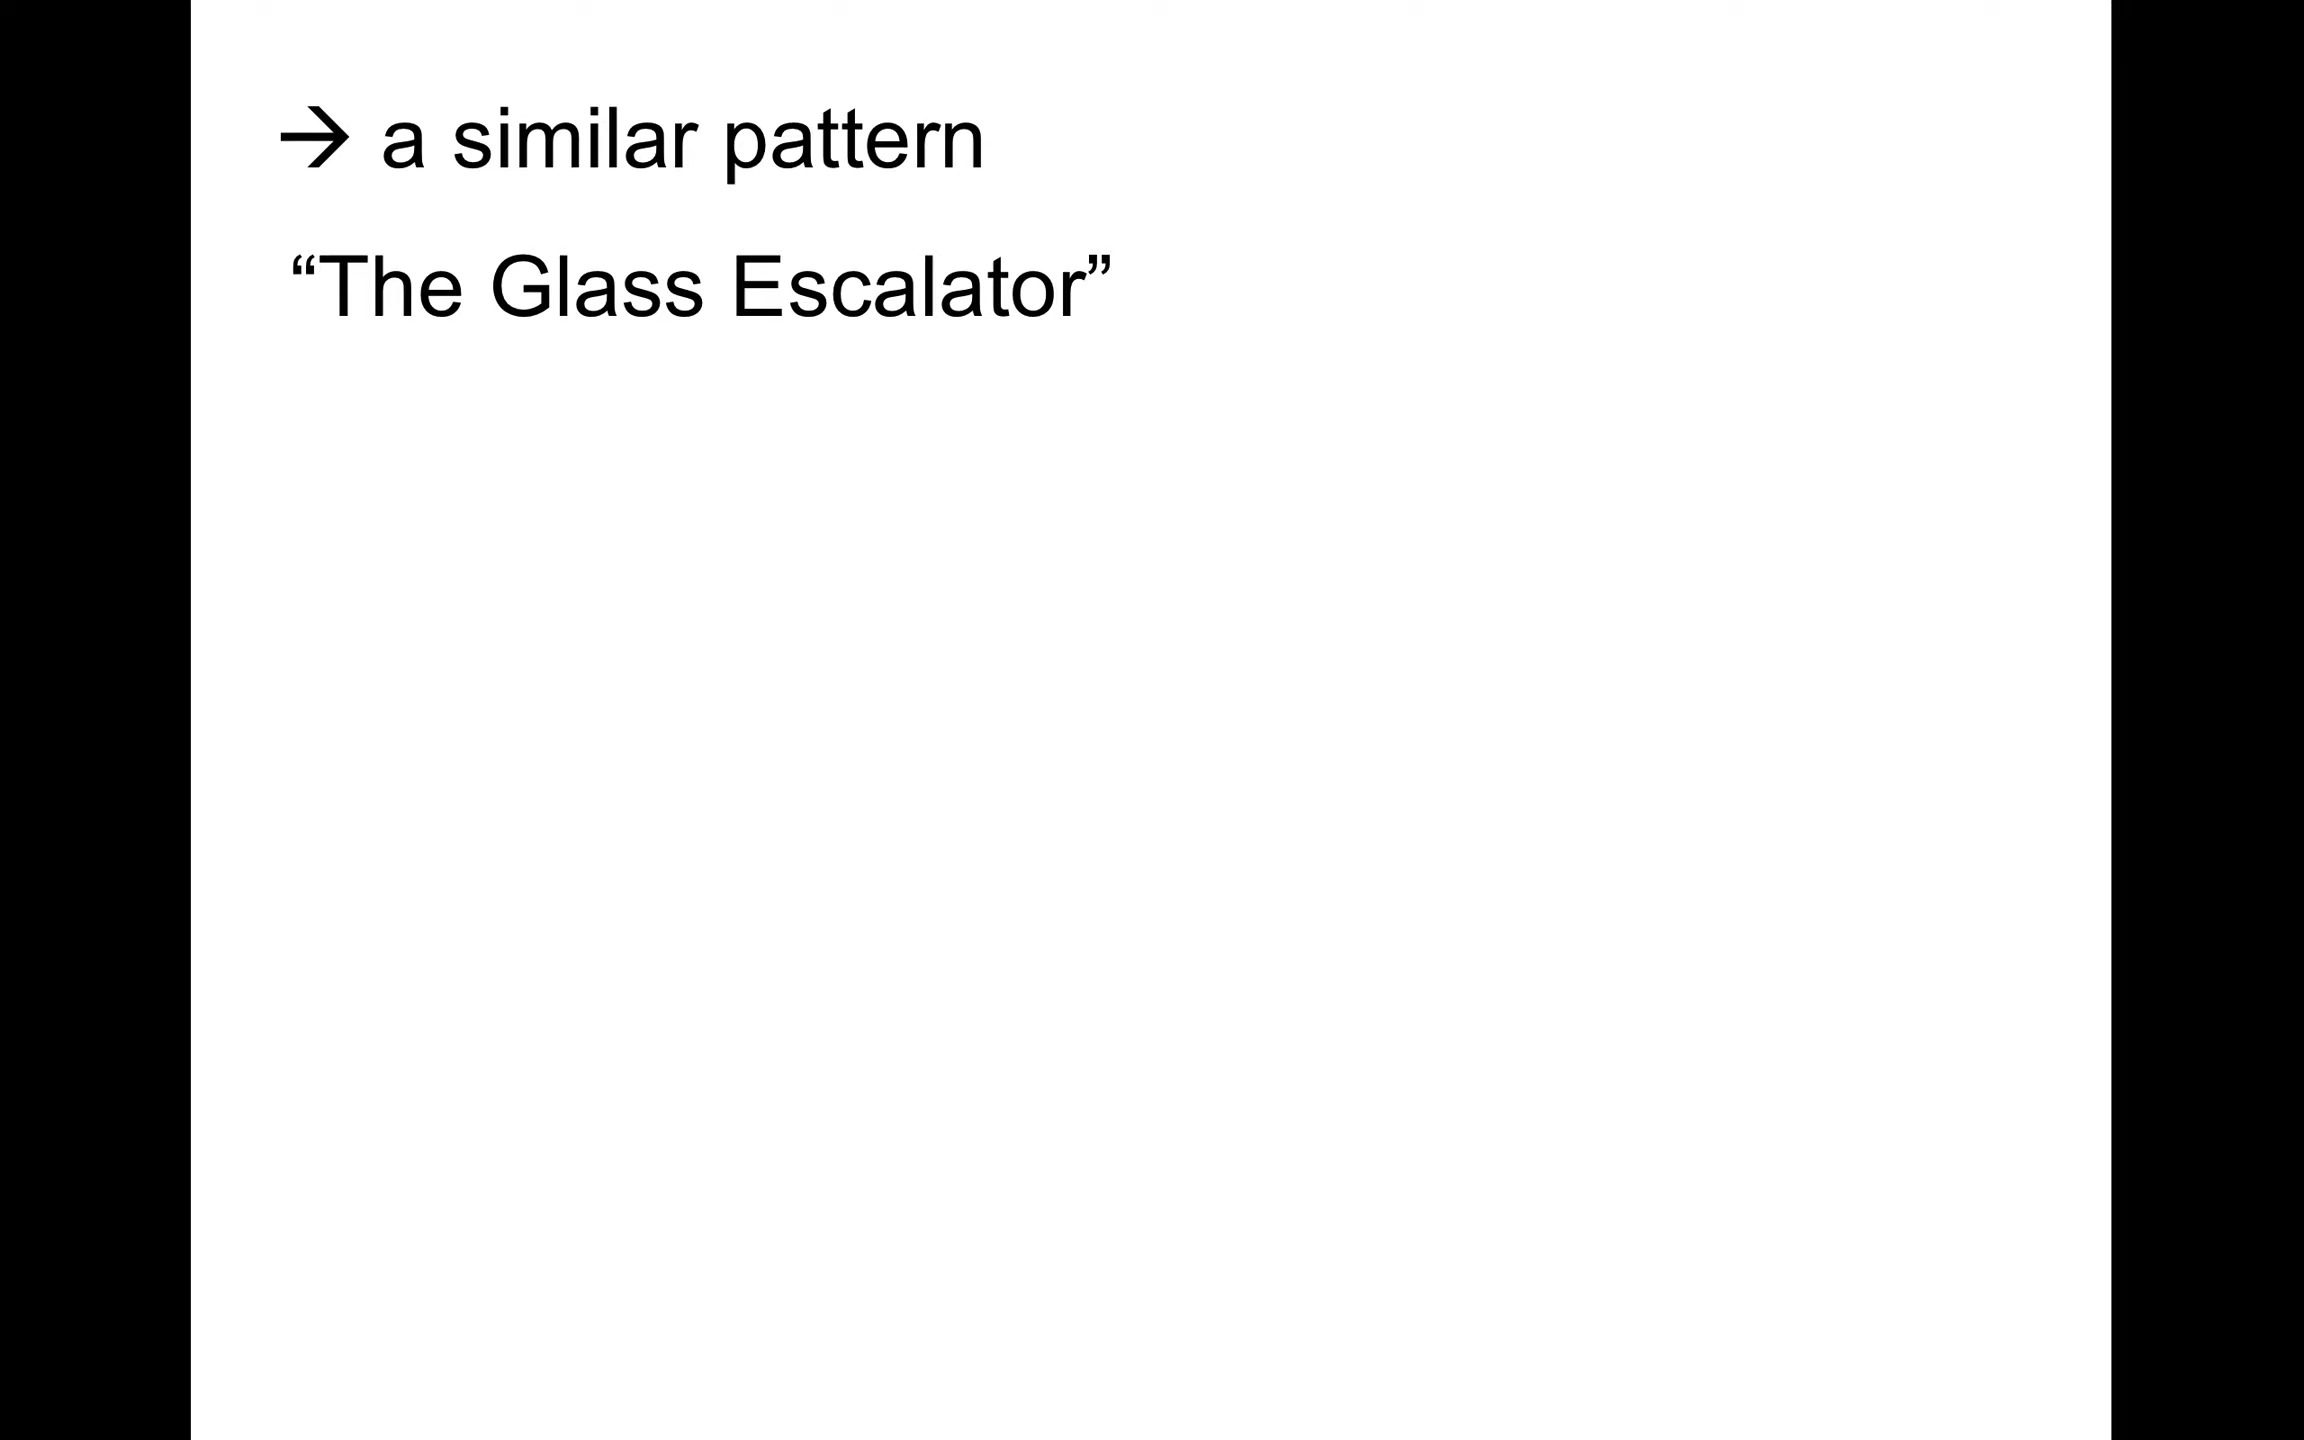 → a similar pattern
“The Glass Escalator”